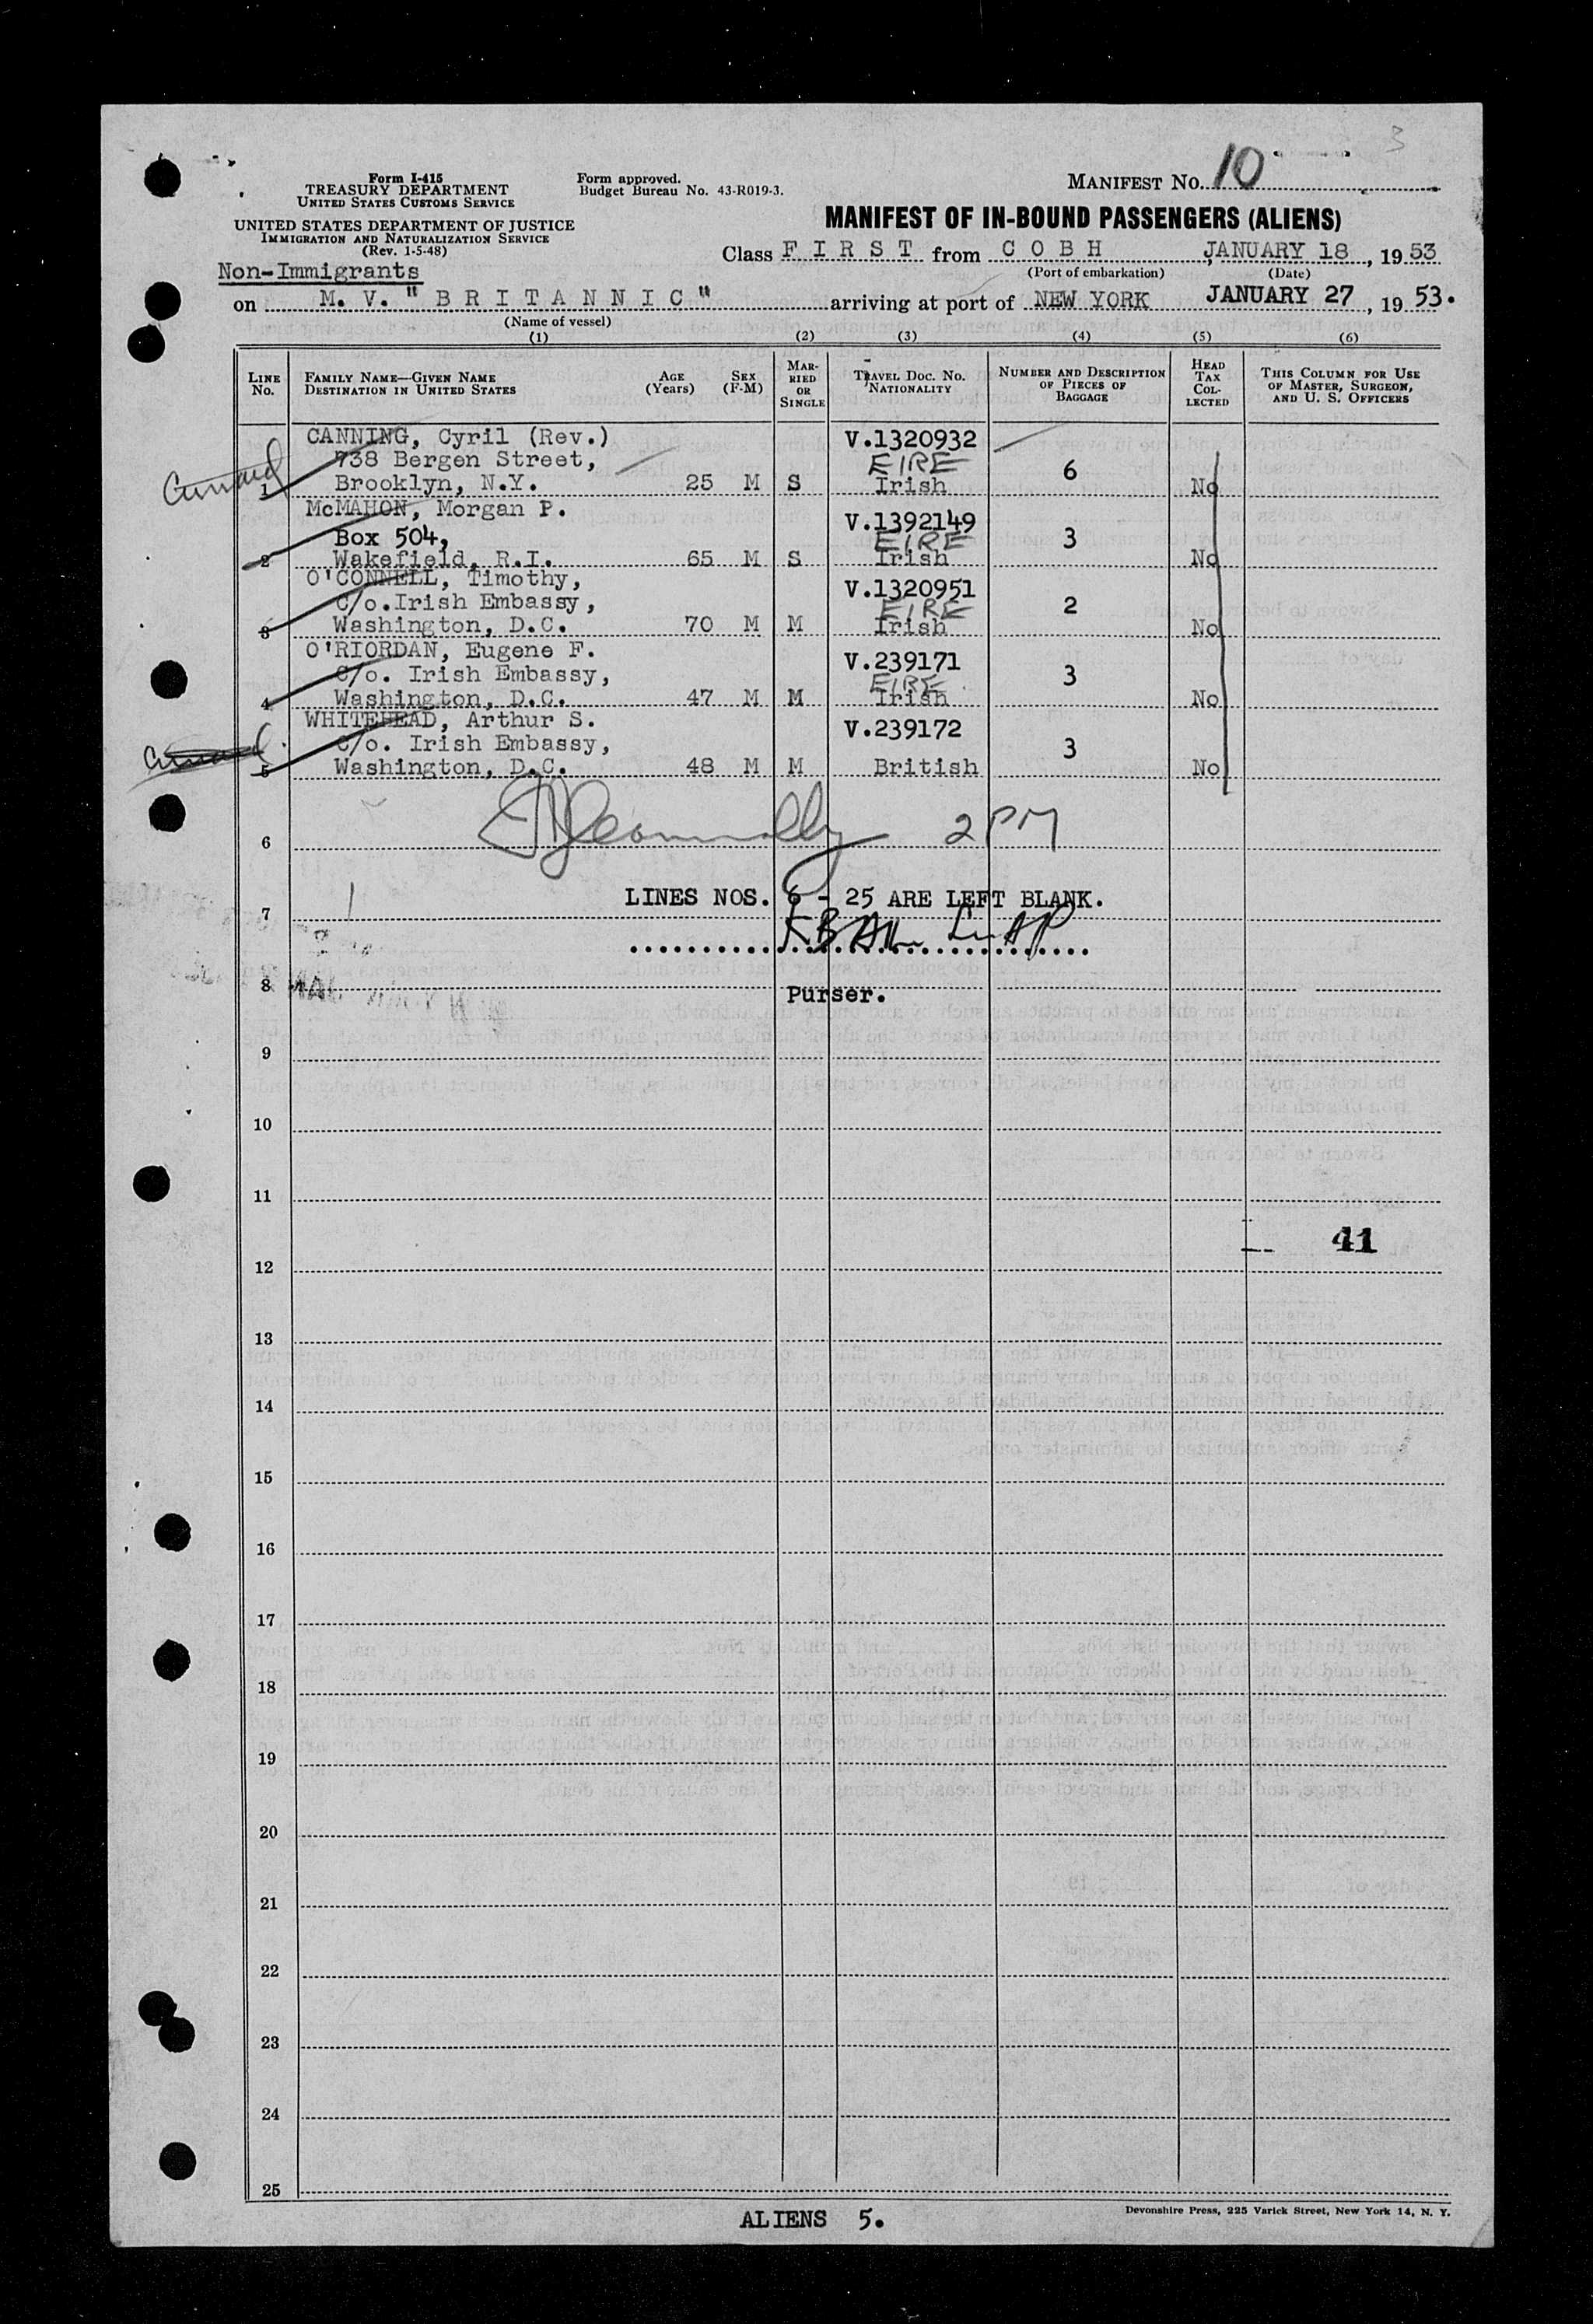 3
Form I-415
TREASURY DEPARTMENT
UNITED STATES CUSTOMS SERVICE
Form approved.
Budget Bureau No. 43-R019-3.
MANIFEST NO. 10
UNITED STATES DEPARTMENT OF JUSTICE
IMMIGRATION AND NATURALIZATION SERVICE
(Rev. 1-5-48)
MANIFEST OF IN-BOUND PASSENGERS (ALIENS)
Non-Immigrants
Class FIRST from COBH, JANUARY 18, 1953
(Port of embarkation) (Date)
on M. V. "BRITANNIC" arriving at port of NEW YORK JANUARY 27, 1953.
(Name of vessel)
(1) (2) (3) (4) (5) (6)
LINE NO.
FAMILY NAME—GIVEN NAME
DESTINATION IN UNITED STATES
AGE (YEARS)
SEX (F-M)
MARRIED OR SINGLE
TRAVEL DOC. NO. NATIONALITY
NUMBER AND DESCRIPTION OF PIECES OF BAGGAGE
HEAD TAX COLLECTED
THIS COLUMN FOR USE OF MASTER, SURGEON, AND U. S. OFFICERS
CANNING, Cyril (Rev.) V.1320932
738 Bergen Street, EIRE 6
Cunard 1 Brooklyn, N.Y. 25 M S Irish No
McMAHON, Morgan P. V.1392149
Box 504, EIRE 3
2 Wakefield, R.I. 65 M S Irish No
O'CONNELL, Timothy, V.1320951
C/o. Irish Embassy, EIRE 2
3 Washington, D.C. 70 M M Irish No
O'RIORDAN, Eugene F. V.239171
C/o. Irish Embassy, EIRE 3
4 Washington, D.C. 47 M M Irish No
WHITEHEAD, Arthur S. V.239172
Cunard C/o. Irish Embassy, 3
5 Washington, D.C. 48 M M British No
2 PM
6
LINES NOS. 6 - 25 ARE LEFT BLANK.
7
8
Purser.
9
10
11
41
12
13
14
15
16
17
18
19
20
21
22
23
24
25
ALIENS 5.
Devonshire Press, 225 Varick Street, New York 14, N. Y.